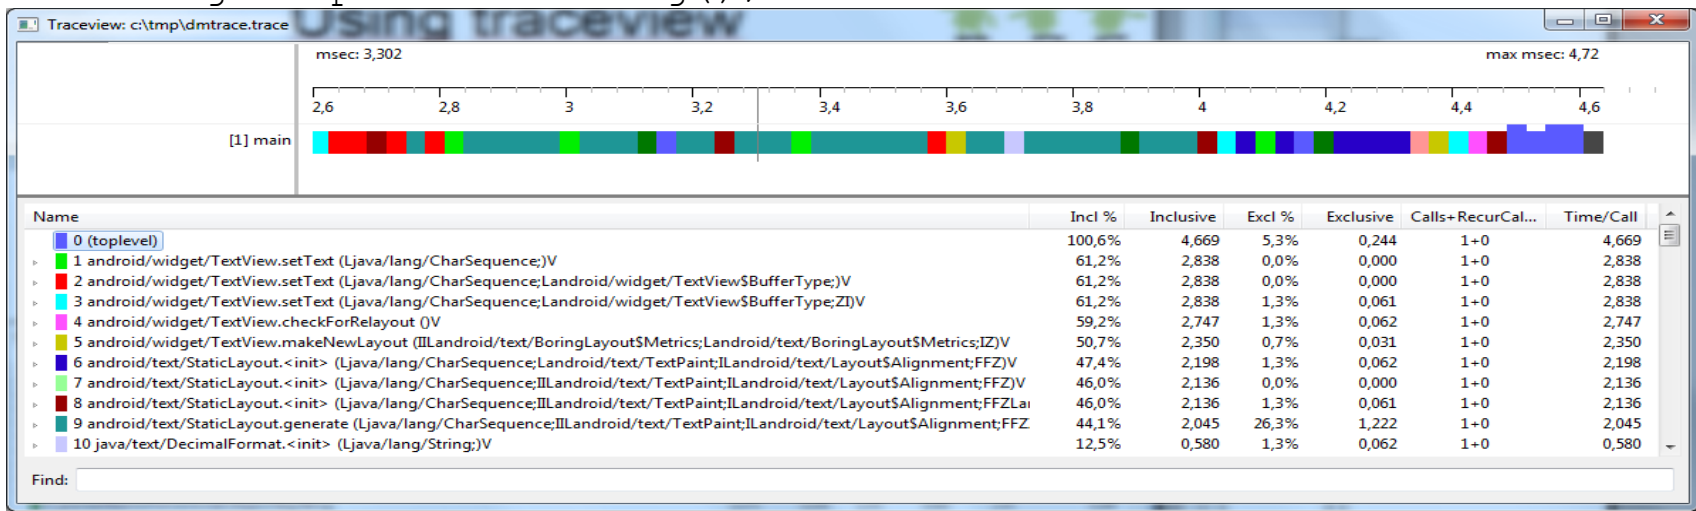 Traceview: c:\tmp\dmtrace.trace
Using traceview
msec: 3,302 max msec: 4,72
2,6 2,8 3 3,2 3,4 3,6 3,8 4 4,2 4,4 4,6
[1] main
Name Incl % Inclusive Excl % Exclusive Calls+RecurCal... Time/Call
0 (toplevel) 100,6% 4,669 5,3% 0,244 1+0 4,669
1 android/widget/TextView.setText (Ljava/lang/CharSequence;)V 61,2% 2,838 0,0% 0,000 1+0 2,838
2 android/widget/TextView.setText (Ljava/lang/CharSequence;Landroid/widget/TextView$BufferType;)V 61,2% 2,838 0,0% 0,000 1+0 2,838
3 android/widget/TextView.setText (Ljava/lang/CharSequence;Landroid/widget/TextView$BufferType;ZI)V 61,2% 2,838 1,3% 0,061 1+0 2,838
4 android/widget/TextView.checkForRelayout ()V 59,2% 2,747 1,3% 0,062 1+0 2,747
5 android/widget/TextView.makeNewLayout (IILandroid/text/BoringLayout$Metrics;Landroid/text/BoringLayout$Metrics;IZ)V 50,7% 2,350 0,7% 0,031 1+0 2,350
6 android/text/StaticLayout.<init> (Ljava/lang/CharSequence;Landroid/text/TextPaint;ILandroid/text/Layout$Alignment;FFZ)V 47,4% 2,198 1,3% 0,062 1+0 2,198
7 android/text/StaticLayout.<init> (Ljava/lang/CharSequence;IILandroid/text/TextPaint;ILandroid/text/Layout$Alignment;FFZ)V 46,0% 2,136 0,0% 0,000 1+0 2,136
8 android/text/StaticLayout.<init> (Ljava/lang/CharSequence;IILandroid/text/TextPaint;ILandroid/text/Layout$Alignment;FFZLa 46,0% 2,136 1,3% 0,061 1+0 2,136
9 android/text/StaticLayout.generate (Ljava/lang/CharSequence;IILandroid/text/TextPaint;ILandroid/text/Layout$Alignment;FFZ 44,1% 2,045 26,3% 1,222 1+0 2,045
10 java/text/DecimalFormat.<init> (Ljava/lang/String;)V 12,5% 0,580 1,3% 0,062 1+0 0,580
Find: